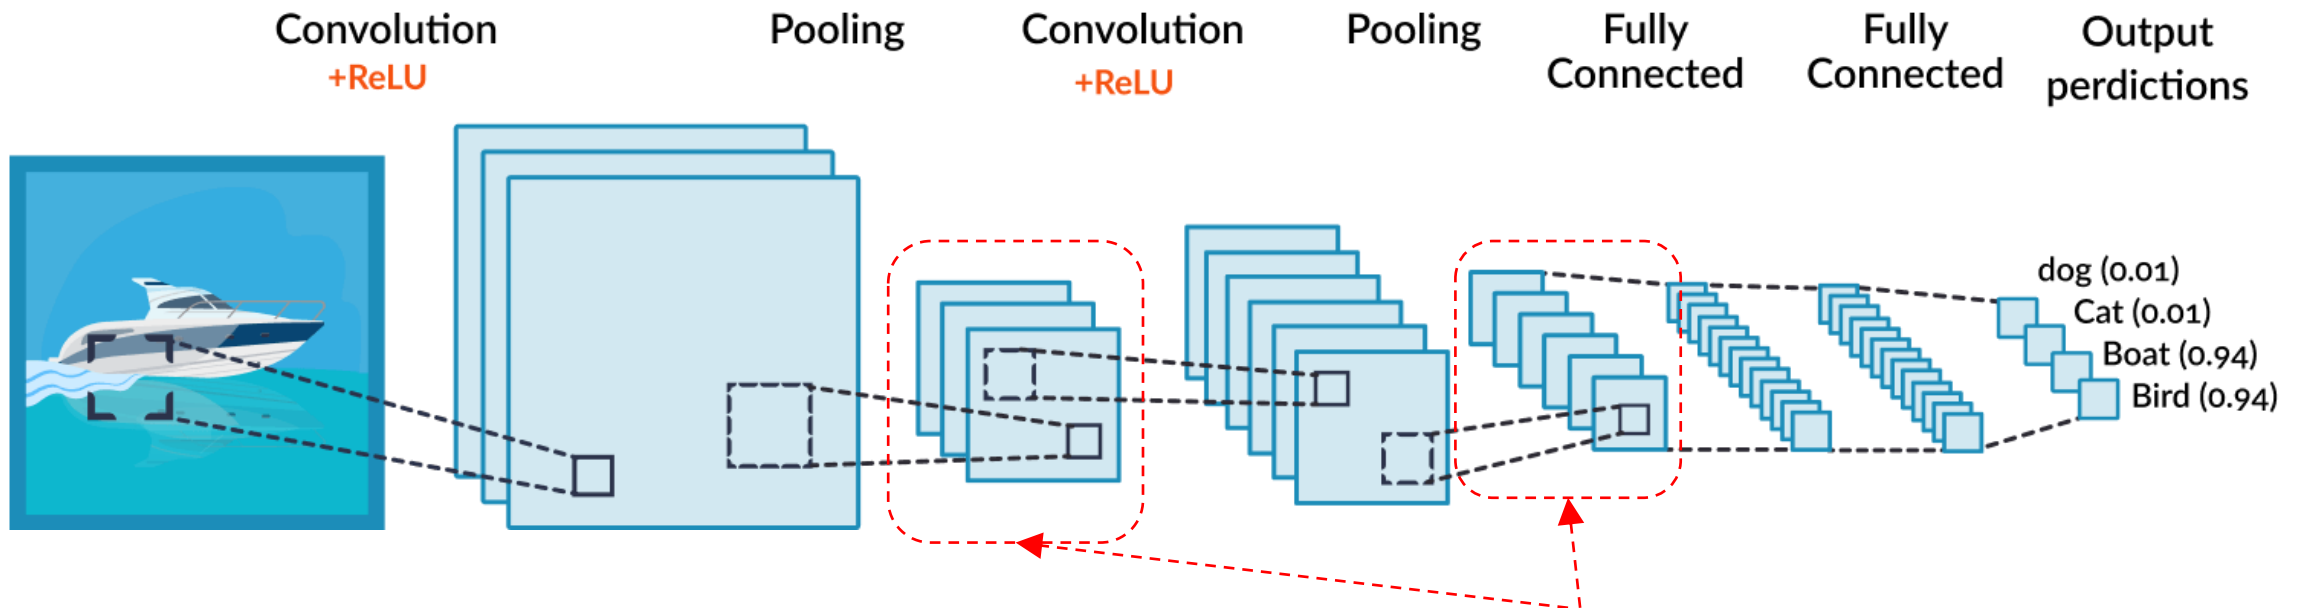 Convolution
+ReLU
Pooling
Convolution
+ReLU
Pooling
Fully
Connected
Fully
Connected
Output
perdictions
dog (0.01)
Cat (0.01)
Boat (0.94)
Bird (0.94)